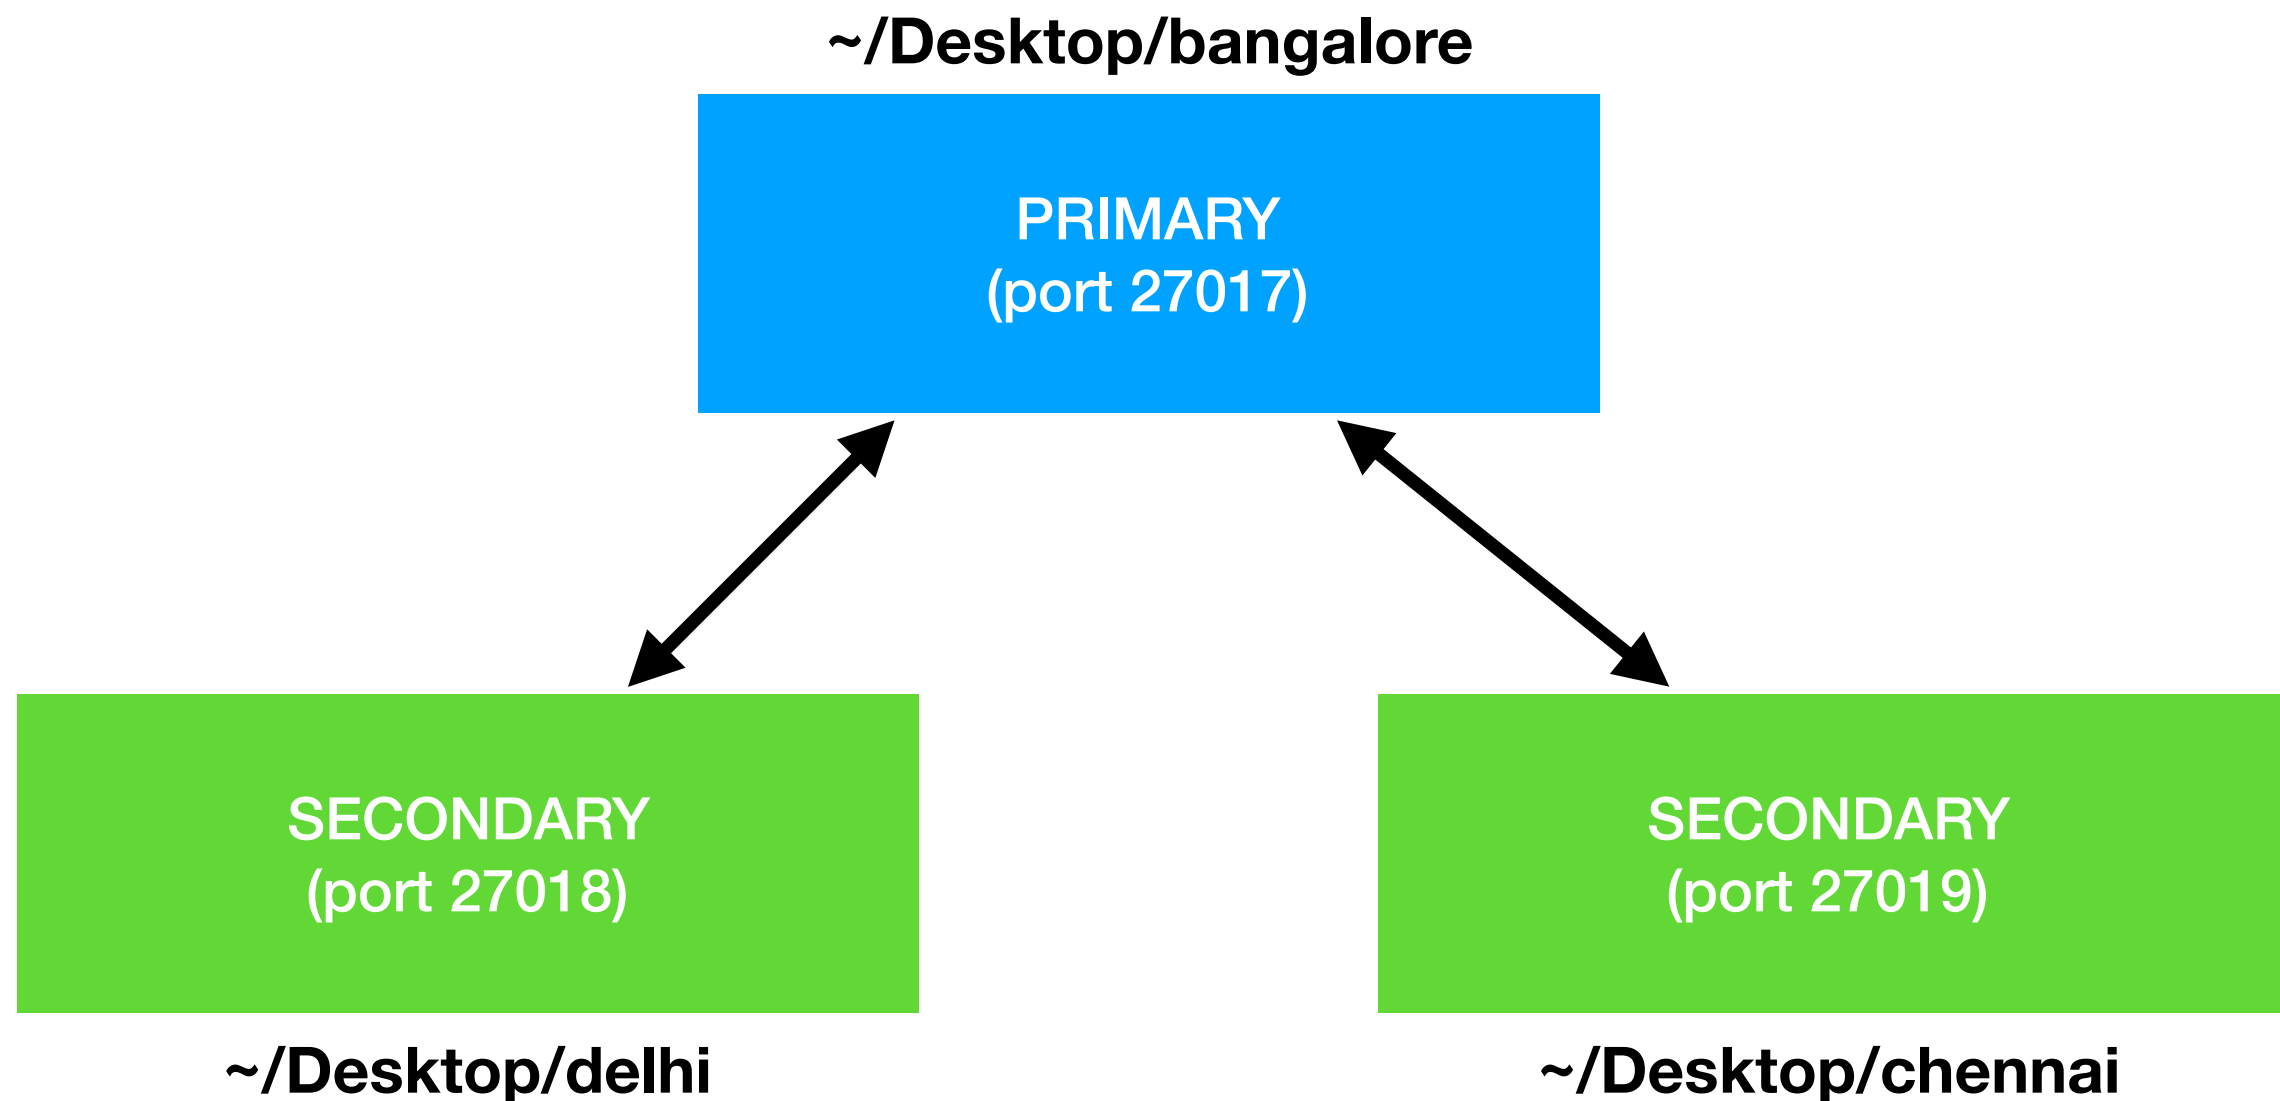 ~/Desktop/bangalore
PRIMARY
(port 27017)
SECONDARY
(port 27018)
SECONDARY
(port 27019)
~/Desktop/delhi
~/Desktop/chennai